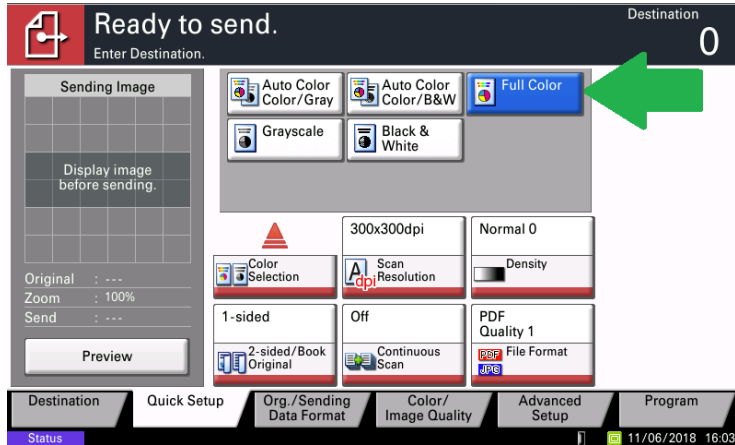 Ready to send.
Enter Destination.
Destination
0
Sending Image
Display image
before sending.
Original : ---
Zoom : 100%
Send : ---
Preview
Auto Color
Color/Gray
Auto Color
Color/B&W
Full Color
Grayscale
Black &
White
Color
Selection
300x300dpi
A
dpi
Scan
Resolution
Normal 0
Density
1-sided
2-sided/Book
Original
Off
Continuous
Scan
PDF
Quality 1
PDF
JPG
File Format
Destination
Quick Setup
Org./Sending
Data Format
Color/
Image Quality
Advanced
Setup
Program
Status
11/06/2018 16:03